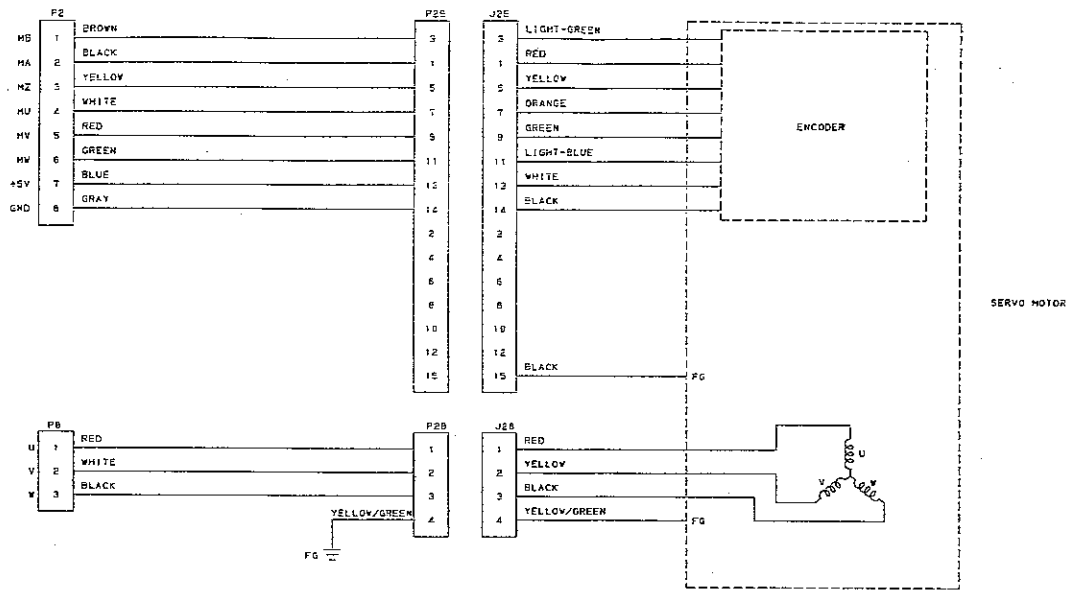 P2 P2E J2E
MB 1 BROWN 3 3 LIGHT-GREEN
MA 2 BLACK 1 1 RED
MZ 3 YELLOW 5 5 YELLOW
MU 4 WHITE 7 7 ORANGE
MV 5 RED 9 9 GREEN ENCODER
MW 6 GREEN 11 11 LIGHT-BLUE
+5V 7 BLUE 13 13 WHITE
GND 8 GRAY 14 14 BLACK
2 2
4 4
6 6
8 8
SERVO MOTOR
10 10
12 12
15 15 BLACK FG
P8 P28 J28
U 1 RED 1 1 RED U
V 2 WHITE 2 2 YELLOW V W
W 3 BLACK 3 3 BLACK
YELLOW/GREEN 4 4 YELLOW/GREEN FG
FG